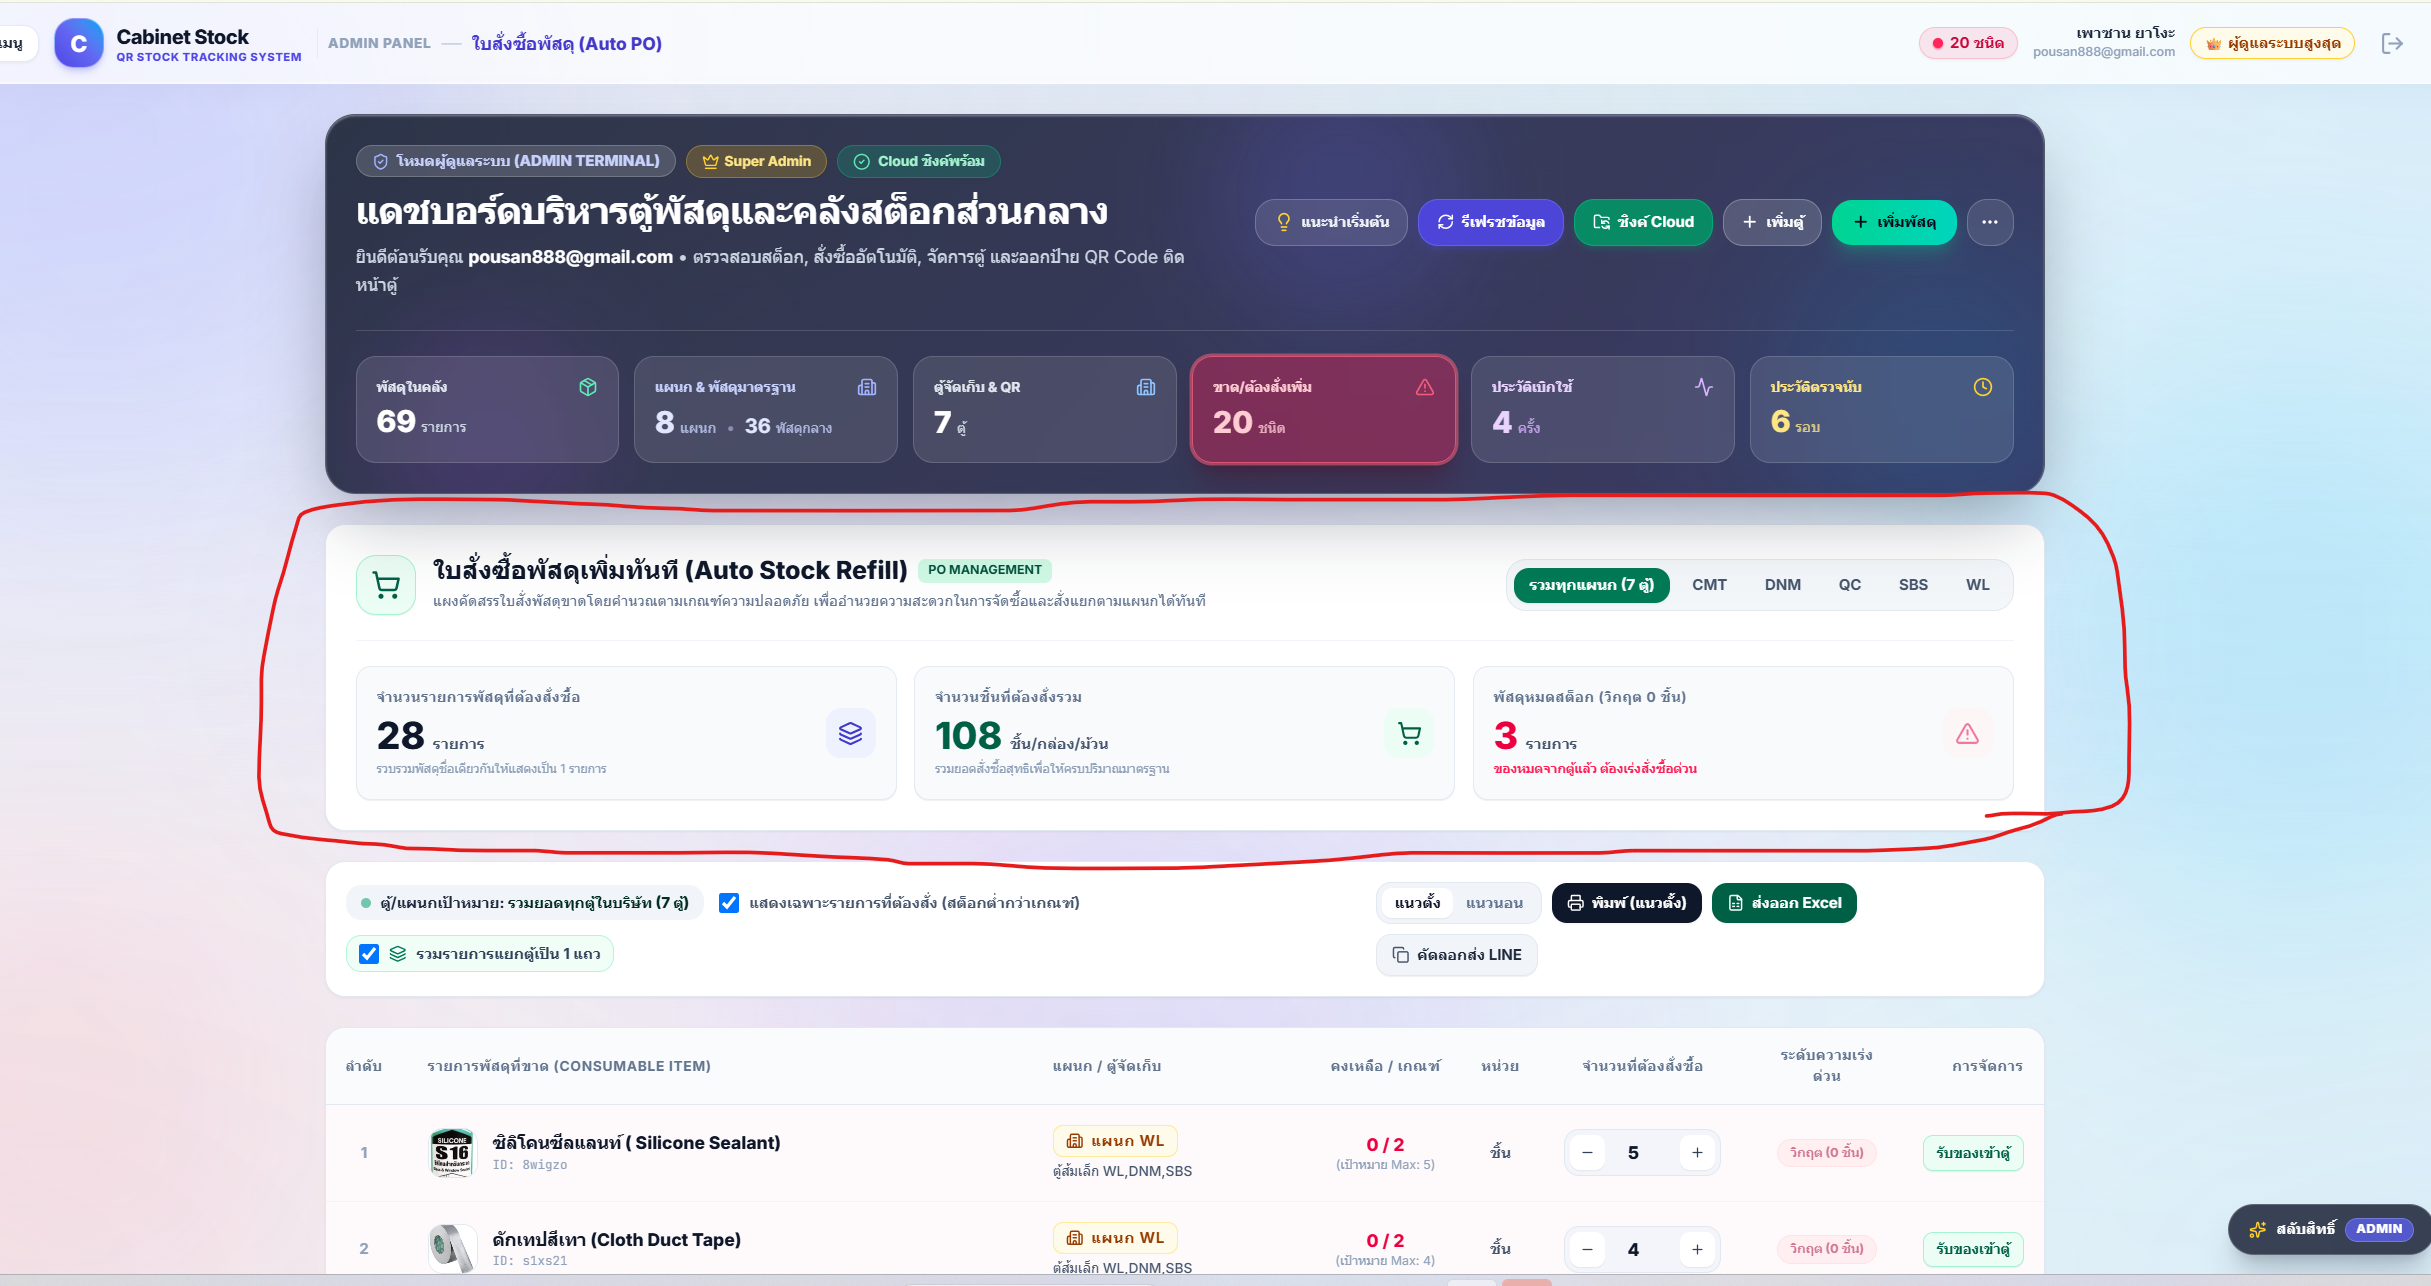 เมนู
C
Cabinet Stock
QR STOCK TRACKING SYSTEM
ADMIN PANEL — ใบสั่งซื้อพัสดุ (Auto PO)
20 ชนิด
เพาซาน ยาโงะ
pousan888@gmail.com
ผู้ดูแลระบบสูงสุด
โหมดผู้ดูแลระบบ (ADMIN TERMINAL)
Super Admin
Cloud ซิงค์พร้อม
แดชบอร์ดบริหารตู้พัสดุและคลังสต็อกส่วนกลาง
ยินดีต้อนรับคุณ pousan888@gmail.com • ตรวจสอบสต็อก, สั่งซื้ออัตโนมัติ, จัดการตู้ และออกป้าย QR Code ติด
หน้าตู้
แนะนำเริ่มต้น
รีเฟรชข้อมูล
ซิงค์ Cloud
+ เพิ่มตู้
+ เพิ่มพัสดุ
...
พัสดุในคลัง
69 รายการ
แผนก & พัสดุมาตรฐาน
8 แผนก • 36 พัสดุกลาง
ตู้จัดเก็บ & QR
7 ตู้
ขาด/ต้องสั่งเพิ่ม
20 ชนิด
ประวัติเบิกใช้
4 ครั้ง
ประวัติตรวจนับ
6 รอบ
ใบสั่งซื้อพัสดุเพิ่มทันที (Auto Stock Refill)
PO MANAGEMENT
แผงคัดสรรใบสั่งพัสดุขาดโดยคำนวณตามเกณฑ์ความปลอดภัย เพื่ออำนวยความสะดวกในการจัดซื้อและสั่งแยกตามแผนกได้ทันที
รวมทุกแผนก (7 ตู้)
CMT
DNM
QC
SBS
WL
จำนวนรายการพัสดุที่ต้องสั่งซื้อ
28 รายการ
รวบรวมพัสดุชื่อเดียวกันให้แสดงเป็น 1 รายการ
จำนวนชิ้นที่ต้องสั่งรวม
108 ชิ้น/กล่อง/ม้วน
รวมยอดสั่งซื้อสุทธิเพื่อให้ครบปริมาณมาตรฐาน
พัสดุหมดสต็อก (วิกฤต 0 ชิ้น)
3 รายการ
ของหมดจากตู้แล้ว ต้องเร่งสั่งซื้อด่วน
ตู้/แผนกเป้าหมาย: รวมยอดทุกตู้ในบริษัท (7 ตู้)
แสดงเฉพาะรายการที่ต้องสั่ง (สต็อกต่ำกว่าเกณฑ์)
แนวตั้ง
แนวนอน
พิมพ์ (แนวตั้ง)
ส่งออก Excel
รวมรายการแยกตู้เป็น 1 แถว
คัดลอกส่ง LINE
ลำดับ
รายการพัสดุที่ขาด (CONSUMABLE ITEM)
แผนก / ตู้จัดเก็บ
คงเหลือ / เกณฑ์
หน่วย
จำนวนที่ต้องสั่งซื้อ
ระดับความเร่ง
ด่วน
การจัดการ
1
SILICONE
S 16
ซิลิโคนซีลแลนท์ ( Silicone Sealant)
ID: 8wigzo
แผนก WL
ตู้ส้มเล็ก WL,DNM,SBS
0 / 2
(เป้าหมาย Max: 5)
ชิ้น
− 5 +
วิกฤต (0 ชิ้น)
รับของเข้าตู้
2
ดักเทปสีเทา (Cloth Duct Tape)
ID: s1xs21
แผนก WL
ตู้ส้มเล็ก WL,DNM,SBS
0 / 2
(เป้าหมาย Max: 4)
ชิ้น
− 4 +
วิกฤต (0 ชิ้น)
รับของเข้าตู้
สลับสิทธิ์ ADMIN